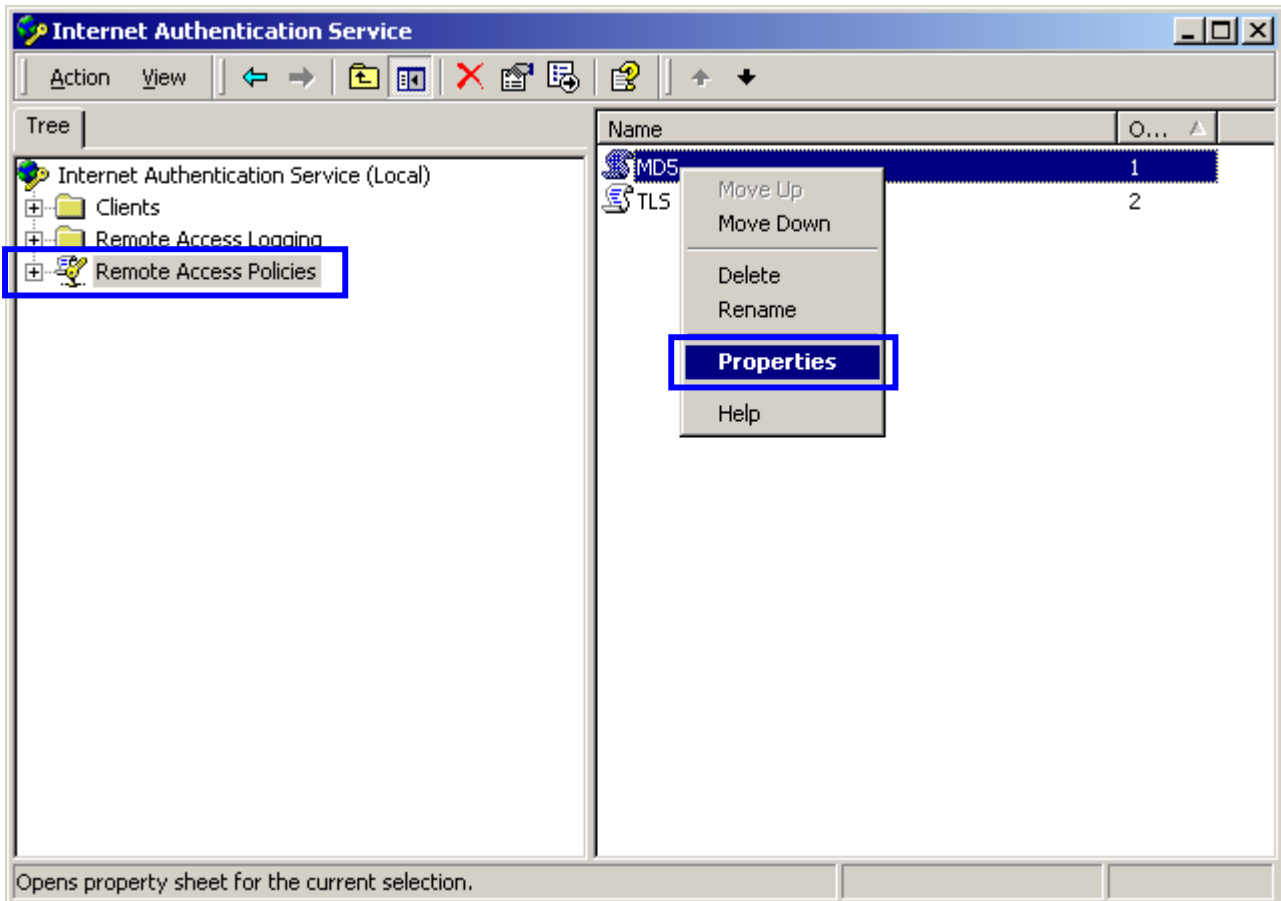 Internet Authentication Service
Action View
Tree
Internet Authentication Service (Local)
Clients
Remote Access Logging
Remote Access Policies
Name O...
MD5 1
TLS 2
Move Up
Move Down
Delete
Rename
Properties
Help
Opens property sheet for the current selection.